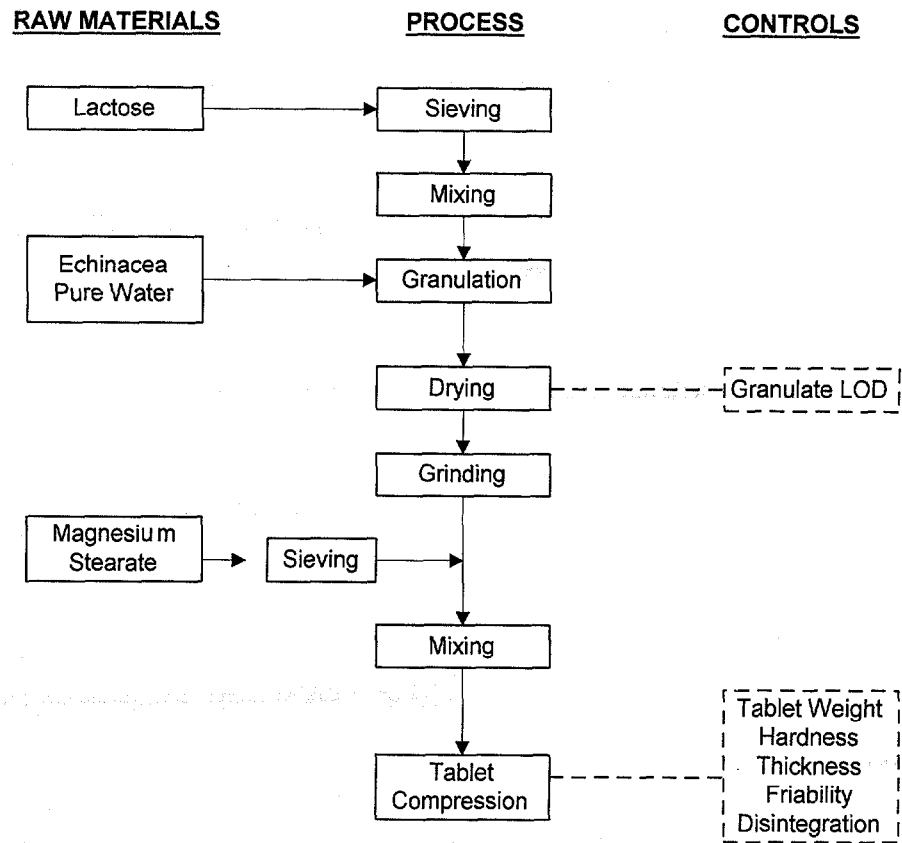 RAW MATERIALS
PROCESS
CONTROLS
Lactose
Sieving
Mixing
Echinacea
Pure Water
Granulation
Drying
Granulate LOD
Grinding
Magnesium
Stearate
Sieving
Mixing
Tablet
Compression
Tablet Weight
Hardness
Thickness
Friability
Disintegration